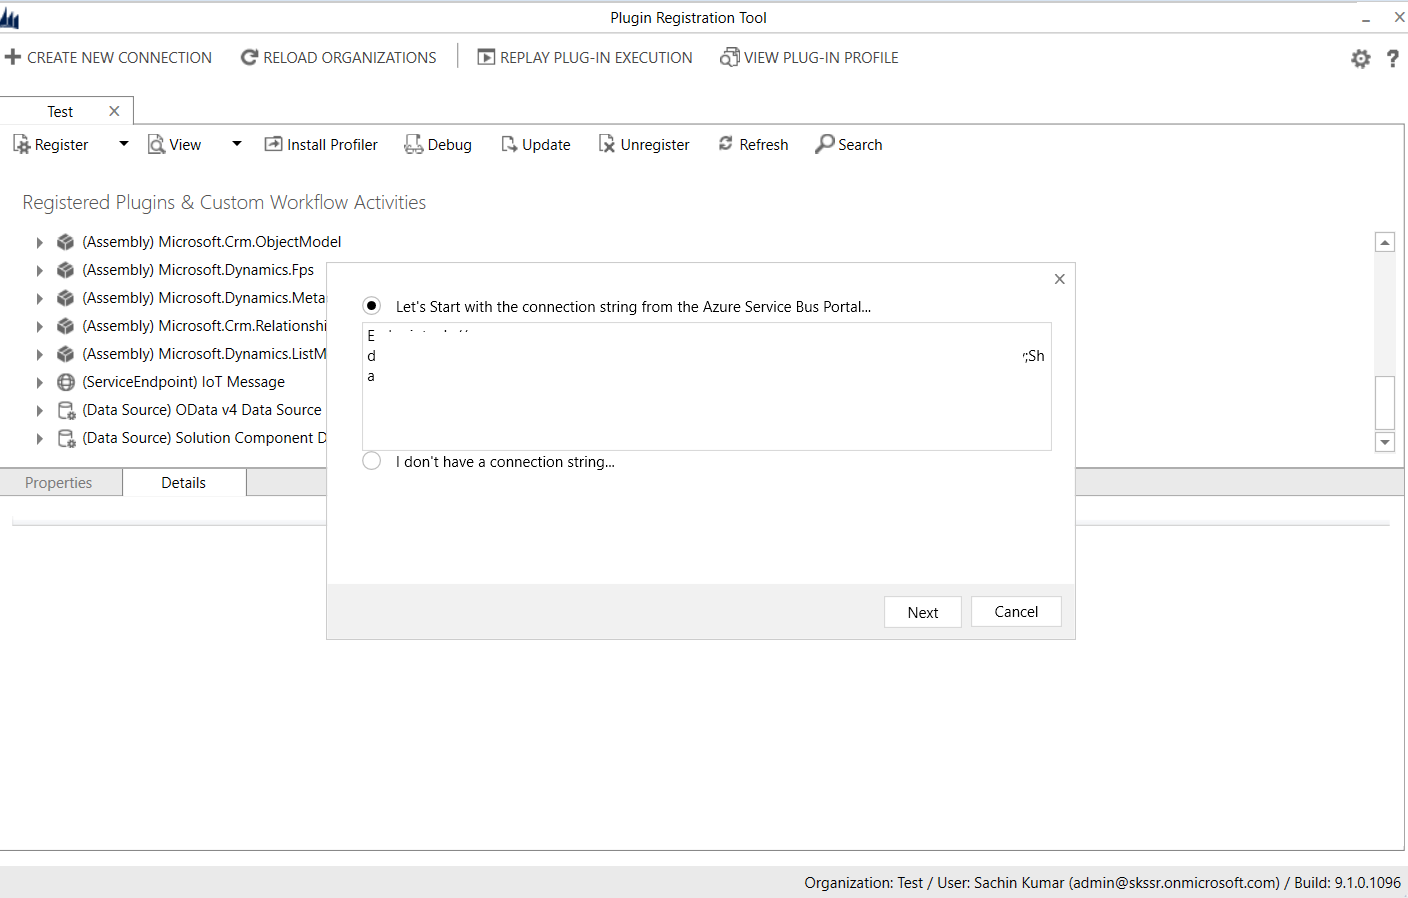 Plugin Registration Tool
CREATE NEW CONNECTION RELOAD ORGANIZATIONS REPLAY PLUG-IN EXECUTION VIEW PLUG-IN PROFILE ?
Test
Register View Install Profiler Debug Update Unregister Refresh Search
Registered Plugins & Custom Workflow Activities
(Assembly) Microsoft.Crm.ObjectModel
(Assembly) Microsoft.Dynamics.Fps
(Assembly) Microsoft.Dynamics.Meta
(Assembly) Microsoft.Crm.Relationshi
(Assembly) Microsoft.Dynamics.ListM
(ServiceEndpoint) IoT Message
(Data Source) OData v4 Data Source
(Data Source) Solution Component D
Let's Start with the connection string from the Azure Service Bus Portal...
E
d ;Sh
a
I don't have a connection string...
Next Cancel
Properties Details
Organization: Test / User: Sachin Kumar (admin@skssr.onmicrosoft.com) / Build: 9.1.0.1096